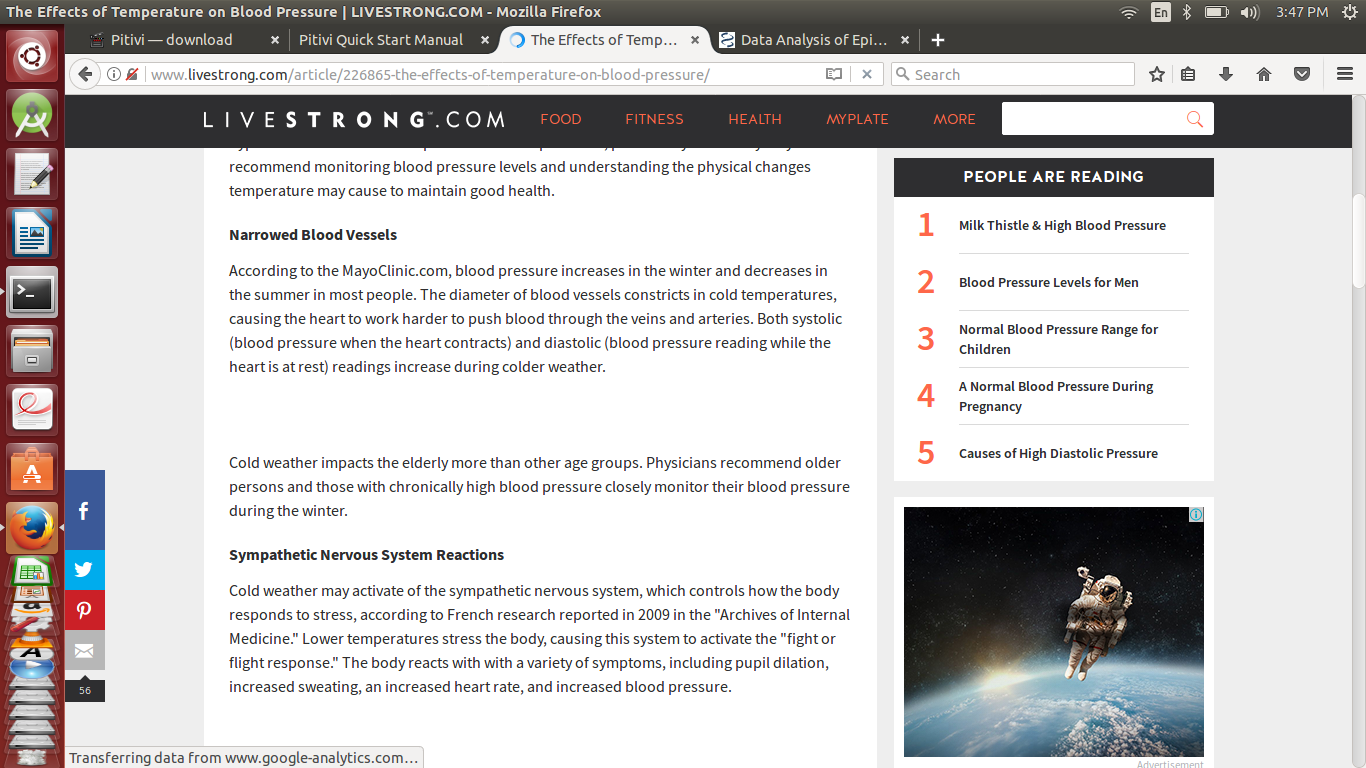 The Effects of Temperature on Blood Pressure | LIVESTRONG.COM - Mozilla Firefox
En
3:47 PM
Pitivi — download
Pitivi Quick Start Manual
The Effects of Temp...
Data Analysis of Epi...
www.livestrong.com/article/226865-the-effects-of-temperature-on-blood-pressure/
Search
LIVESTRONG™.COM
FOOD
FITNESS
HEALTH
MYPLATE
MORE
recommend monitoring blood pressure levels and understanding the physical changes
temperature may cause to maintain good health.
Narrowed Blood Vessels
According to the MayoClinic.com, blood pressure increases in the winter and decreases in
the summer in most people. The diameter of blood vessels constricts in cold temperatures,
causing the heart to work harder to push blood through the veins and arteries. Both systolic
(blood pressure when the heart contracts) and diastolic (blood pressure reading while the
heart is at rest) readings increase during colder weather.
Cold weather impacts the elderly more than other age groups. Physicians recommend older
persons and those with chronically high blood pressure closely monitor their blood pressure
during the winter.
Sympathetic Nervous System Reactions
Cold weather may activate of the sympathetic nervous system, which controls how the body
responds to stress, according to French research reported in 2009 in the "Archives of Internal
Medicine." Lower temperatures stress the body, causing this system to activate the "fight or
flight response." The body reacts with with a variety of symptoms, including pupil dilation,
increased sweating, an increased heart rate, and increased blood pressure.
PEOPLE ARE READING
1
Milk Thistle & High Blood Pressure
2
Blood Pressure Levels for Men
3
Normal Blood Pressure Range for
Children
4
A Normal Blood Pressure During
Pregnancy
5
Causes of High Diastolic Pressure
Advertisement
56
Transferring data from www.google-analytics.com...